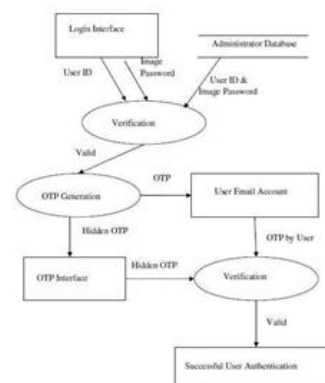 Login Interface
Administrator Database
Image
Password
User ID
User ID &
Image Password
Verification
Valid
OTP
OTP Generation
User Email Account
Hidden OTP
OTP by User
OTP Interface
Hidden OTP
Verification
Valid
Successful User Authentication